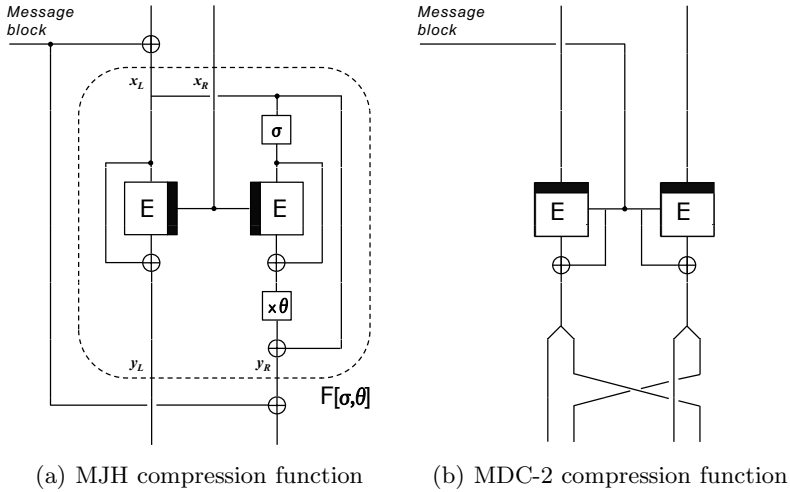 Message
block
x_L
x_R
σ
E
E
×θ
y_L
y_R
F[σ,θ]
(a) MJH compression function
Message
block
E
E
(b) MDC-2 compression function